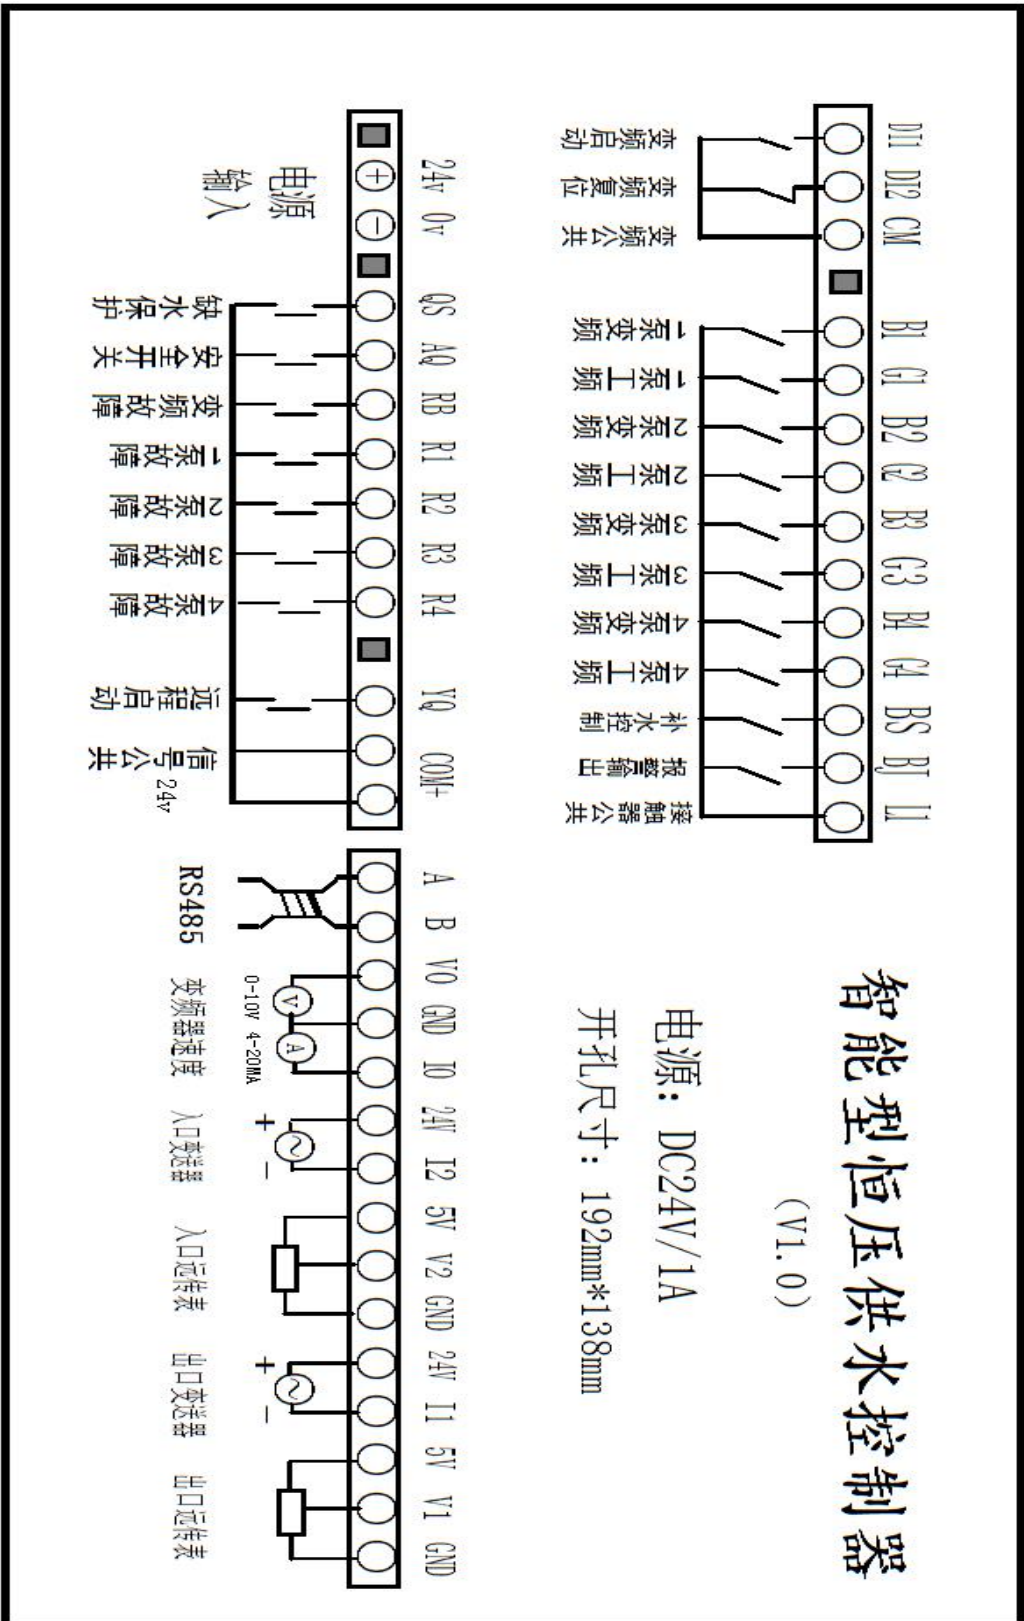 DI1 DI2 CM B1 G1 B2 G2 B3 G3 B4 G4 BS BJ L1
变频启动
变频复位
变频公共
1泵变频
1泵工频
2泵变频
2泵工频
3泵变频
3泵工频
4泵变频
4泵工频
补水控制
报警输出
接触器公共
智能型恒压供水控制器
(V1.0)
电源：DC24V/1A
开孔尺寸：192mm*138mm
24v 0v QS AQ RB R1 R2 R3 R4 YQ COM+
A B VO GND IO 24V I2 5V V2 GND 24V I1 5V V1 GND
+ −
电源
输入
缺水保护
安全开关
变频故障
1泵故障
2泵故障
3泵故障
4泵故障
远程启动
信号公共
24v
V A
+ −
+ −
0-10V 4-20MA
RS485
变频器速度
入口变送器
入口远传表
出口变送器
出口远传表